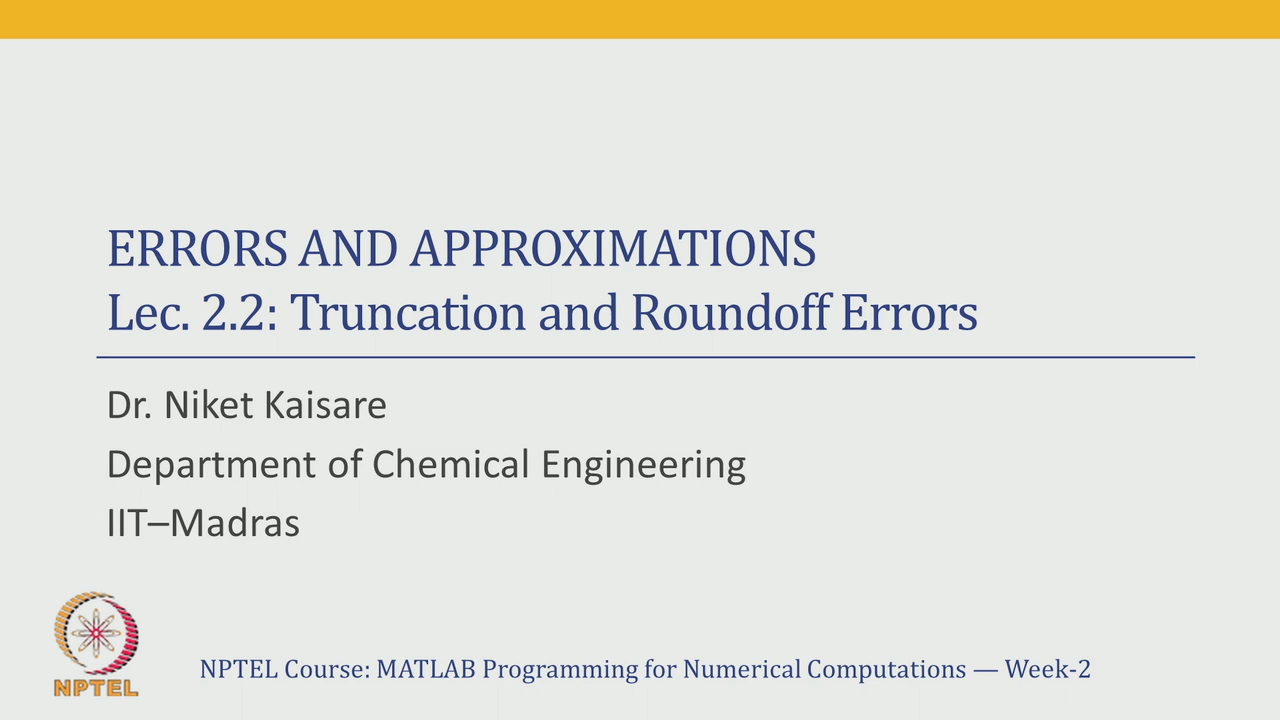 ERRORS AND APPROXIMATIONS
Lec. 2.2: Truncation and Roundoff Errors
Dr. Niket Kaisare
Department of Chemical Engineering
IIT–Madras
NPTEL
NPTEL Course: MATLAB Programming for Numerical Computations — Week-2